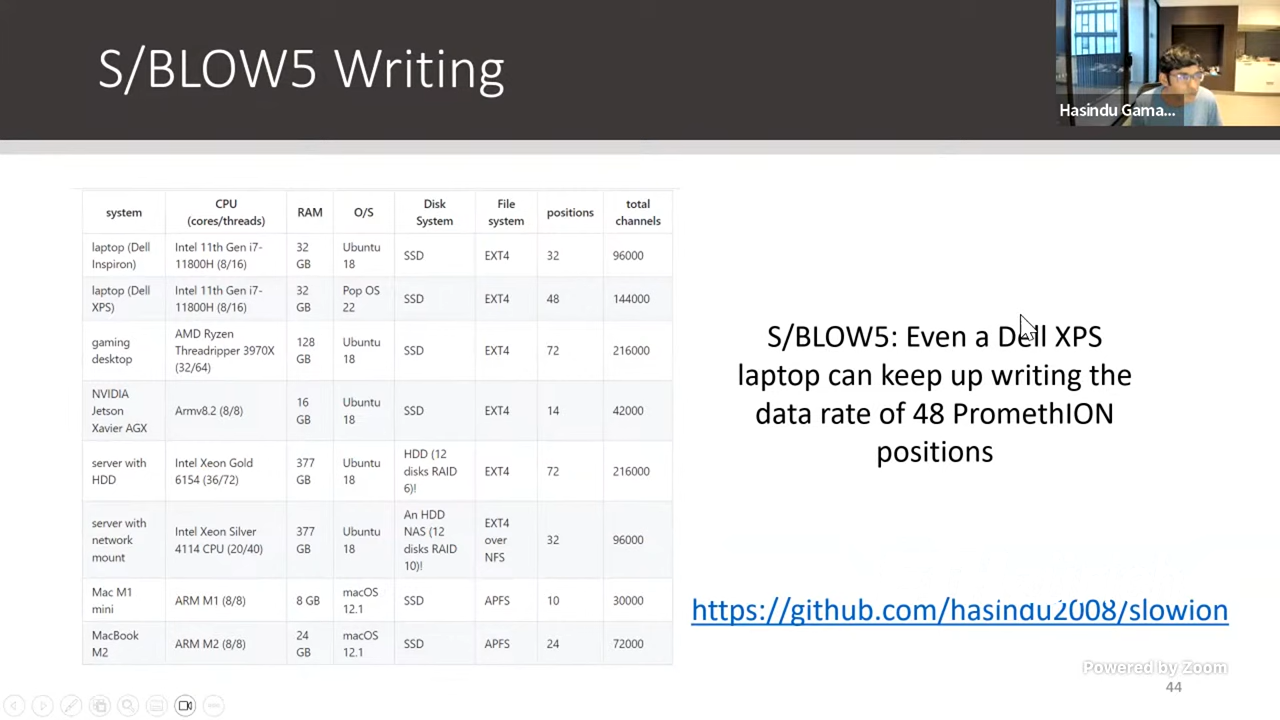 S/BLOW5 Writing
Hasindu Gama...
system
CPU
(cores/threads)
RAM
O/S
Disk
System
File
system
positions
total
channels
laptop (Dell
Inspiron)
Intel 11th Gen i7-
11800H (8/16)
32
GB
Ubuntu
18
SSD
EXT4
32
96000
laptop (Dell
XPS)
Intel 11th Gen i7-
11800H (8/16)
32
GB
Pop OS
22
SSD
EXT4
48
144000
gaming
desktop
AMD Ryzen
Threadripper 3970X
(32/64)
128
GB
Ubuntu
18
SSD
EXT4
72
216000
NVIDIA
Jetson
Xavier AGX
Armv8.2 (8/8)
16
GB
Ubuntu
18
SSD
EXT4
14
42000
server with
HDD
Intel Xeon Gold
6154 (36/72)
377
GB
Ubuntu
18
HDD (12
disks RAID
6)!
EXT4
72
216000
server with
network
mount
Intel Xeon Silver
4114 CPU (20/40)
377
GB
Ubuntu
18
An HDD
NAS (12
disks RAID
10)!
EXT4
over
NFS
32
96000
Mac M1
mini
ARM M1 (8/8)
8 GB
macOS
12.1
SSD
APFS
10
30000
MacBook
M2
ARM M2 (8/8)
24
GB
macOS
12.1
SSD
APFS
24
72000
S/BLOW5: Even a Dell XPS
laptop can keep up writing the
data rate of 48 PromethION
positions
https://github.com/hasindu2008/slowion
Powered by Zoom
44